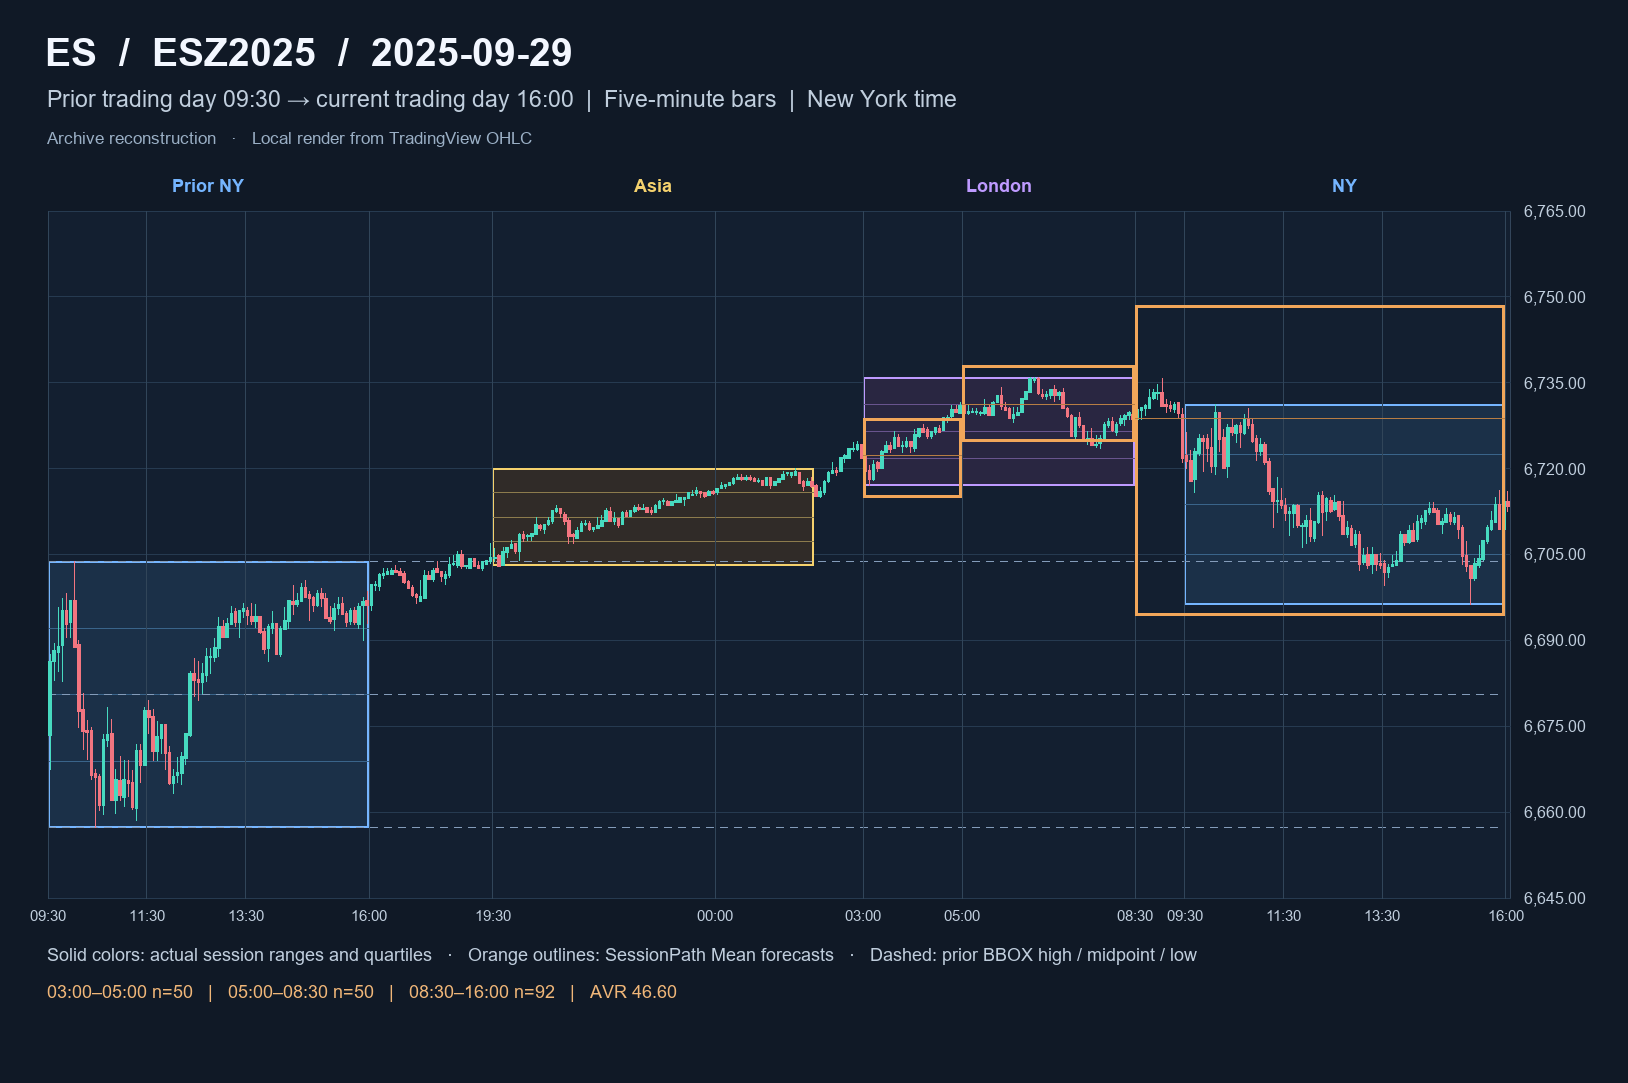 ES / ESZ2025 / 2025-09-29
Prior trading day 09:30 → current trading day 16:00 | Five-minute bars | New York time
Archive reconstruction · Local render from TradingView OHLC
Prior NY Asia London NY
6,765.00
6,750.00
6,735.00
6,720.00
6,705.00
6,690.00
6,675.00
6,660.00
6,645.00
09:30 11:30 13:30 16:00 19:30 00:00 03:00 05:00 08:30 09:30 11:30 13:30 16:00
Solid colors: actual session ranges and quartiles · Orange outlines: SessionPath Mean forecasts · Dashed: prior BBOX high / midpoint / low
03:00–05:00 n=50 | 05:00–08:30 n=50 | 08:30–16:00 n=92 | AVR 46.60